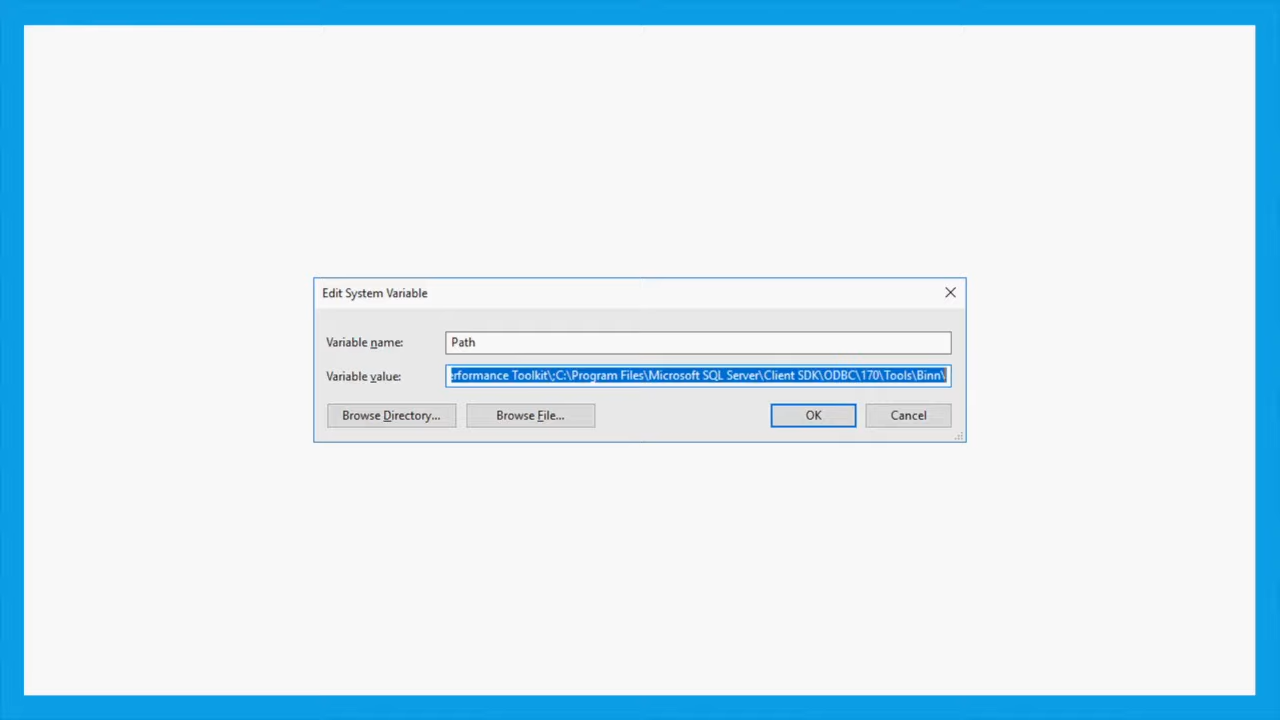 Edit System Variable
Variable name: Path
Variable value: erformance Toolkit\;C:\Program Files\Microsoft SQL Server\Client SDK\ODBC\170\Tools\Binn\
Browse Directory... Browse File... OK Cancel